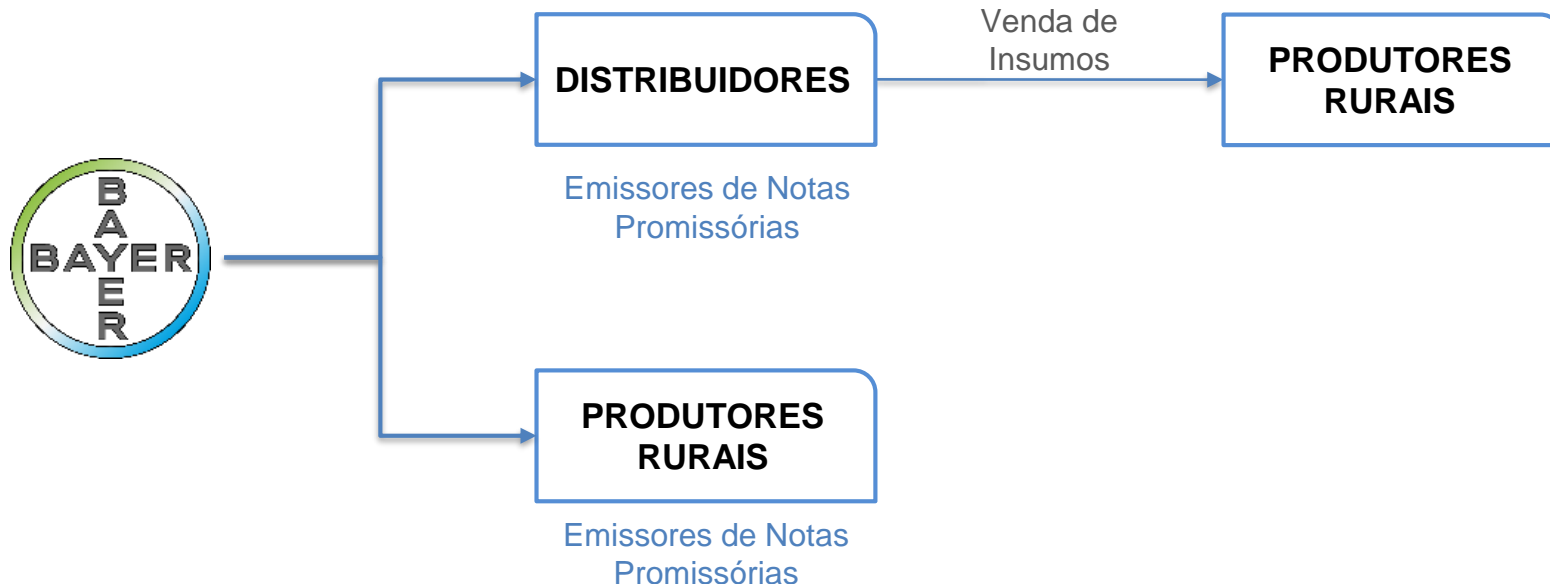 BAYER
BAYER
DISTRIBUIDORES
Emissores de Notas
Promissórias
Venda de
Insumos
PRODUTORES
RURAIS
PRODUTORES
RURAIS
Emissores de Notas
Promissórias